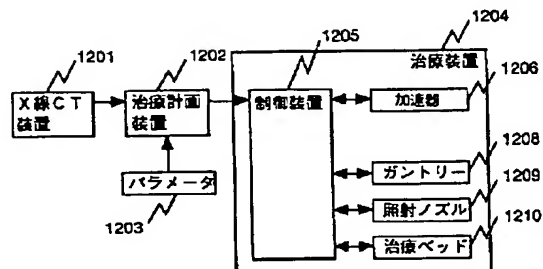 1204
1205
1202
1201
治療装置
1206
X線CT
装置
治療計画
装置
制御装置
加速器
1208
ガントリー
1209
パラメータ
照射ノズル
1210
1203
治療ベッド